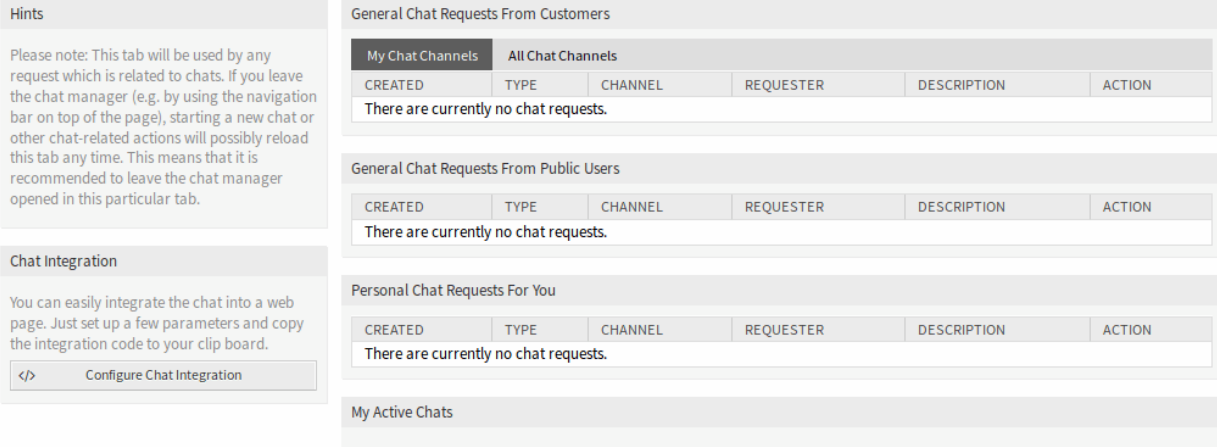 Hints
Please note: This tab will be used by any
request which is related to chats. If you leave
the chat manager (e.g. by using the navigation
bar on top of the page), starting a new chat or
other chat-related actions will possibly reload
this tab any time. This means that it is
recommended to leave the chat manager
opened in this particular tab.
Chat Integration
You can easily integrate the chat into a web
page. Just set up a few parameters and copy
the integration code to your clip board.
</> Configure Chat Integration
General Chat Requests From Customers
My Chat Channels All Chat Channels
CREATED TYPE CHANNEL REQUESTER DESCRIPTION ACTION
There are currently no chat requests.
General Chat Requests From Public Users
CREATED TYPE CHANNEL REQUESTER DESCRIPTION ACTION
There are currently no chat requests.
Personal Chat Requests For You
CREATED TYPE CHANNEL REQUESTER DESCRIPTION ACTION
There are currently no chat requests.
My Active Chats